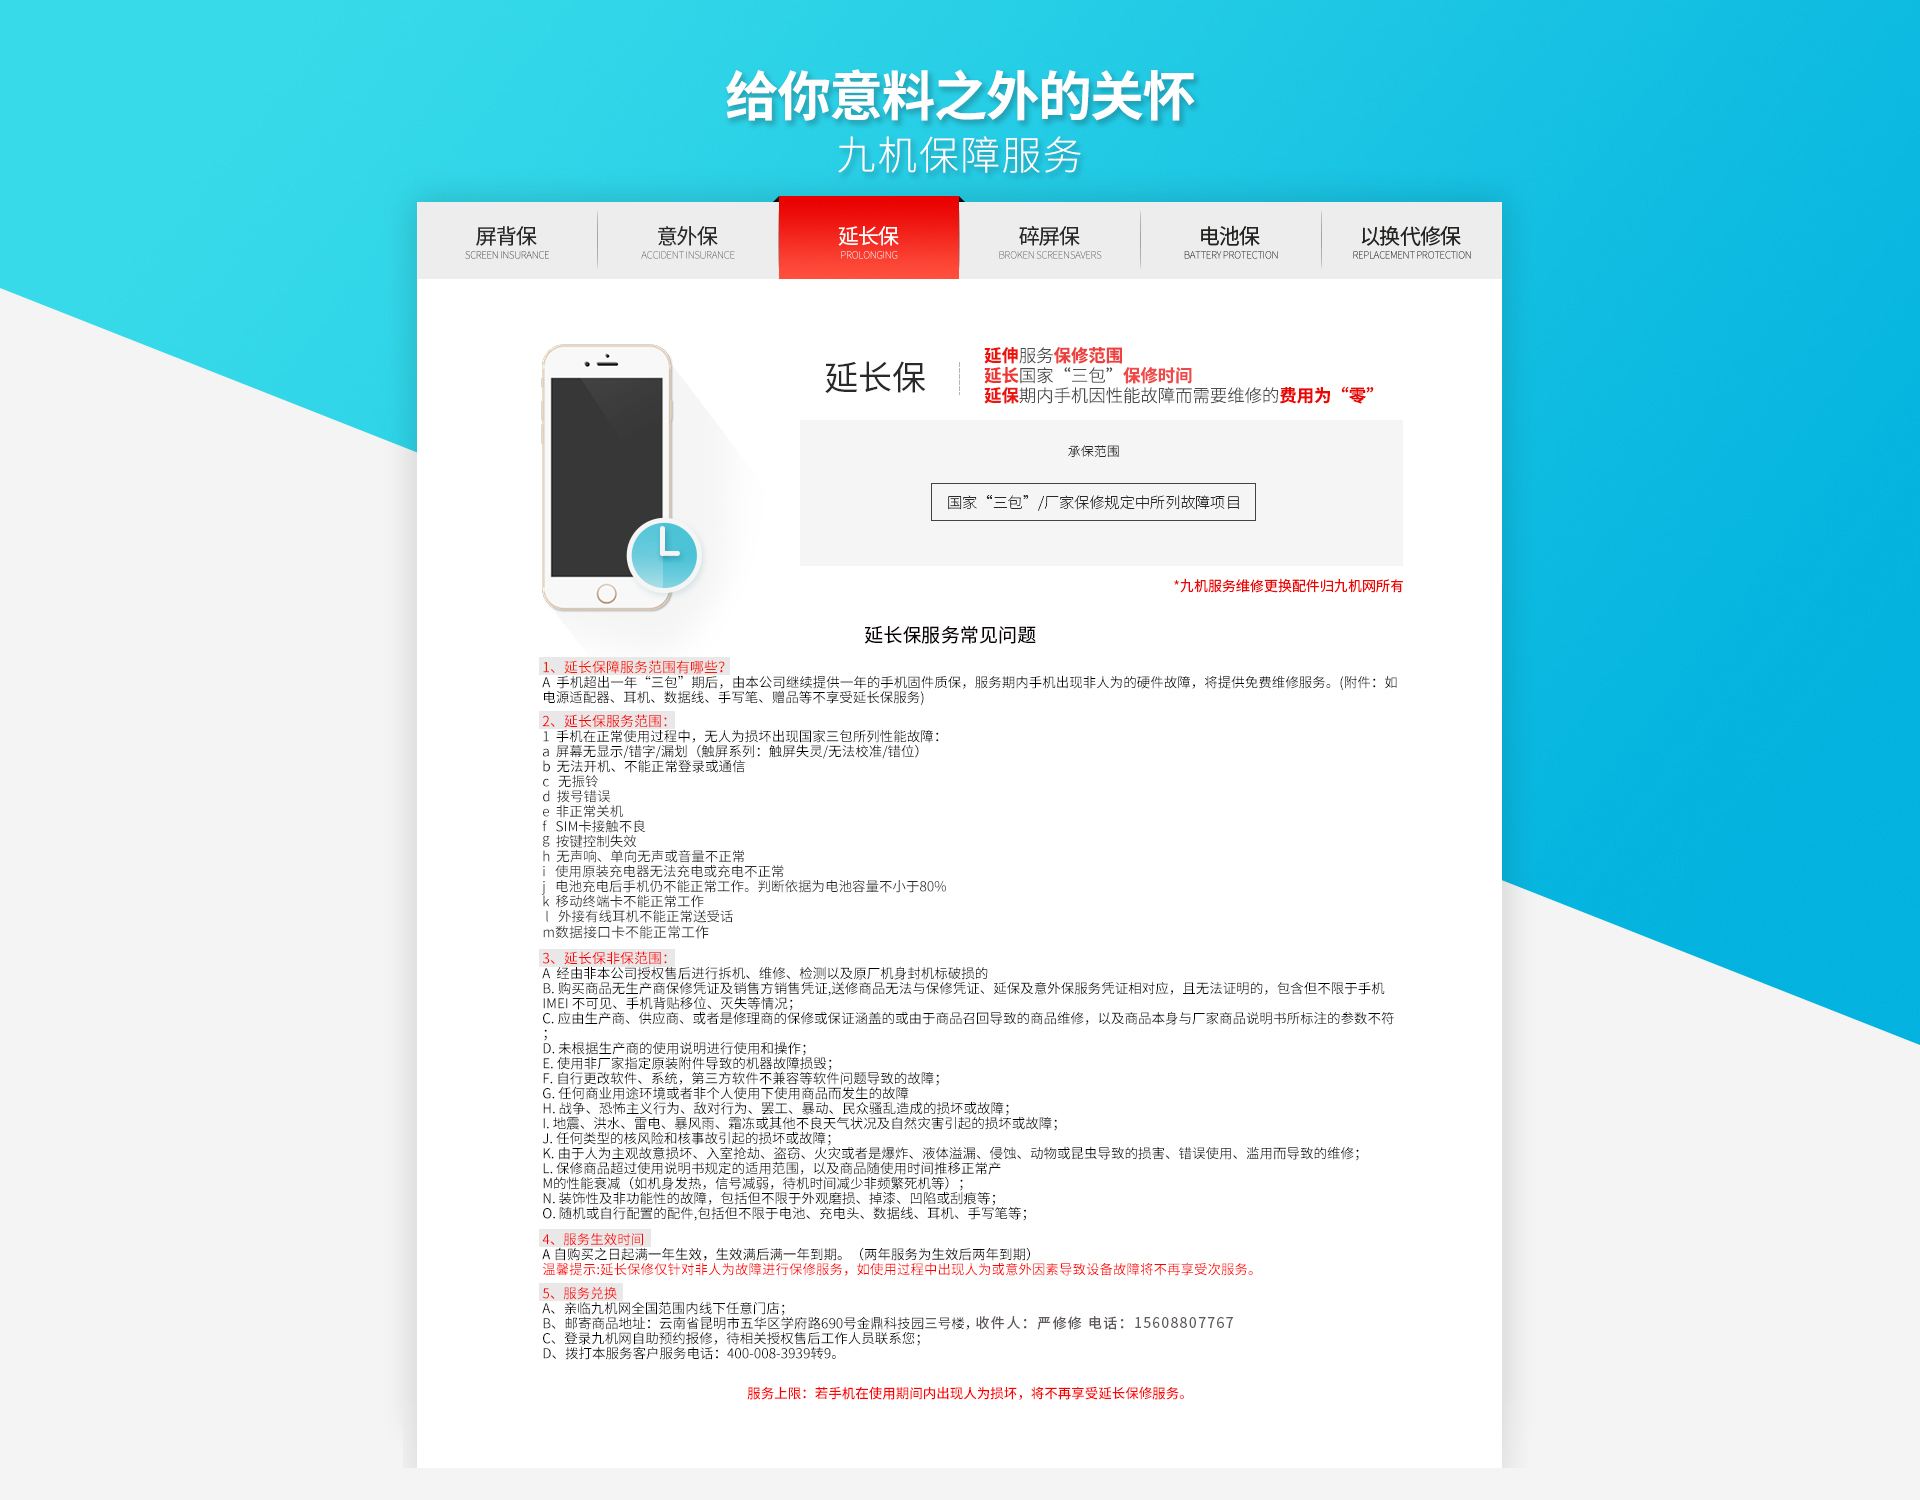 给你意料之外的关怀
九机保障服务
屏背保 意外保 延长保 碎屏保 电池保 以换代修保
SCREEN INSURANCE ACCIDENT INSURANCE PROLONGING BROKEN SCREENSAVERS BATTERY PROTECTION REPLACEMENT PROTECTION
延长保
延伸服务保修范围
延长国家“三包”保修时间
延保期内手机因性能故障而需要维修的费用为“零”
承保范围
国家“三包”/厂家保修规定中所列故障项目
*九机服务维修更换配件归九机网所有
延长保服务常见问题
1、延长保障服务范围有哪些?
A 手机超出一年“三包”期后，由本公司继续提供一年的手机固件质保，服务期内手机出现非人为的硬件故障，将提供免费维修服务。(附件：如
电源适配器、耳机、数据线、手写笔、赠品等不享受延长保服务)
2、延长保服务范围：
1 手机在正常使用过程中，无人为损坏出现国家三包所列性能故障：
a 屏幕无显示/错字/漏划（触屏系列：触屏失灵/无法校准/错位）
b 无法开机、不能正常登录或通信
c 无振铃
d 拨号错误
e 非正常关机
f SIM卡接触不良
g 按键控制失效
h 无声响、单向无声或音量不正常
i 使用原装充电器无法充电或充电不正常
j 电池充电后手机仍不能正常工作。判断依据为电池容量不小于80%
k 移动终端卡不能正常工作
l 外接有线耳机不能正常送受话
m数据接口卡不能正常工作
3、延长保非保范围：
A 经由非本公司授权售后进行拆机、维修、检测以及原厂机身封机标破损的
B. 购买商品无生产商保修凭证及销售方销售凭证,送修商品无法与保修凭证、延保及意外保服务凭证相对应，且无法证明的，包含但不限于手机
IMEI 不可见、手机背贴移位、灭失等情况；
C. 应由生产商、供应商、或者是修理商的保修或保证涵盖的或由于商品召回导致的商品维修，以及商品本身与厂家商品说明书所标注的参数不符
；
D. 未根据生产商的使用说明进行使用和操作；
E. 使用非厂家指定原装附件导致的机器故障损毁；
F. 自行更改软件、系统，第三方软件不兼容等软件问题导致的故障；
G. 任何商业用途环境或者非个人使用下使用商品而发生的故障
H. 战争、恐怖主义行为、敌对行为、罢工、暴动、民众骚乱造成的损坏或故障；
I. 地震、洪水、雷电、暴风雨、霜冻或其他不良天气状况及自然灾害引起的损坏或故障；
J. 任何类型的核风险和核事故引起的损坏或故障；
K. 由于人为主观故意损坏、入室抢劫、盗窃、火灾或者是爆炸、液体溢漏、侵蚀、动物或昆虫导致的损害、错误使用、滥用而导致的维修；
L. 保修商品超过使用说明书规定的适用范围，以及商品随使用时间推移正常产
M的性能衰减（如机身发热，信号减弱，待机时间减少非频繁死机等）；
N. 装饰性及非功能性的故障，包括但不限于外观磨损、掉漆、凹陷或刮痕等；
O. 随机或自行配置的配件,包括但不限于电池、充电头、数据线、耳机、手写笔等；
4、服务生效时间
A 自购买之日起满一年生效，生效满后满一年到期。（两年服务为生效后两年到期）
温馨提示:延长保修仅针对非人为故障进行保修服务，如使用过程中出现人为或意外因素导致设备故障将不再享受次服务。
5、服务兑换
A、亲临九机网全国范围内线下任意门店；
B、邮寄商品地址：云南省昆明市五华区学府路690号金鼎科技园三号楼，收件人：严修修 电话：15608807767
C、登录九机网自助预约报修，待相关授权售后工作人员联系您；
D、拨打本服务客户服务电话：400-008-3939转9。
服务上限：若手机在使用期间内出现人为损坏，将不再享受延长保修服务。